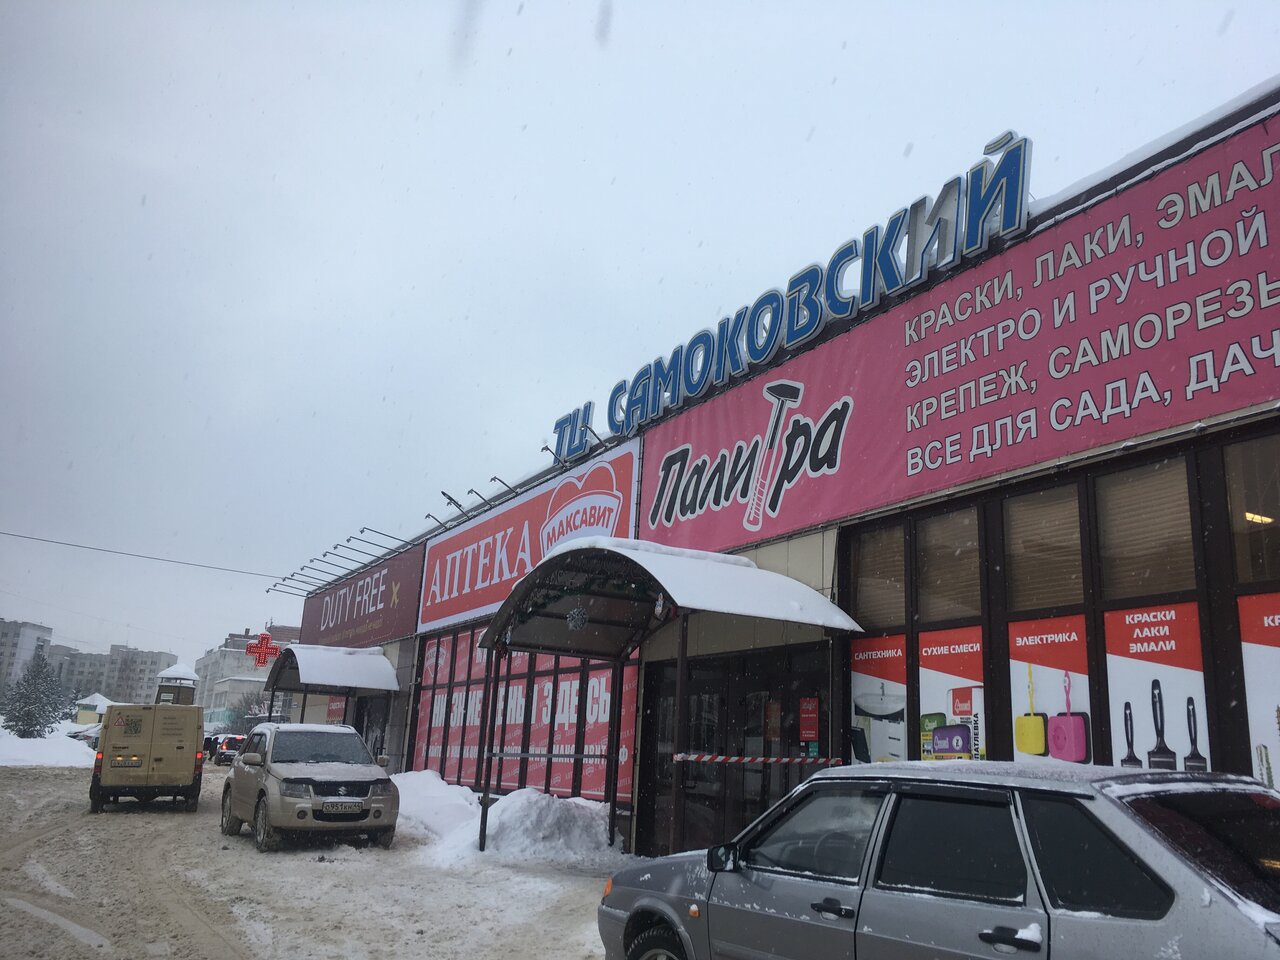 ТЦ САМОКОВСКИЙ
DUTY FREE
АПТЕКА
МАКСАВИТ
Палитра
КРАСКИ, ЛАКИ, ЭМАЛ
ЭЛЕКТРО И РУЧНОЙ
КРЕПЕЖ, САМОРЕЗЫ
ВСЕ ДЛЯ САДА, ДАЧ
ЗДЕСЬ
САНТЕХНИКА
СУХИЕ СМЕСИ
ЭЛЕКТРИКА
КРАСКИ
ЛАКИ
ЭМАЛИ
О951КН44